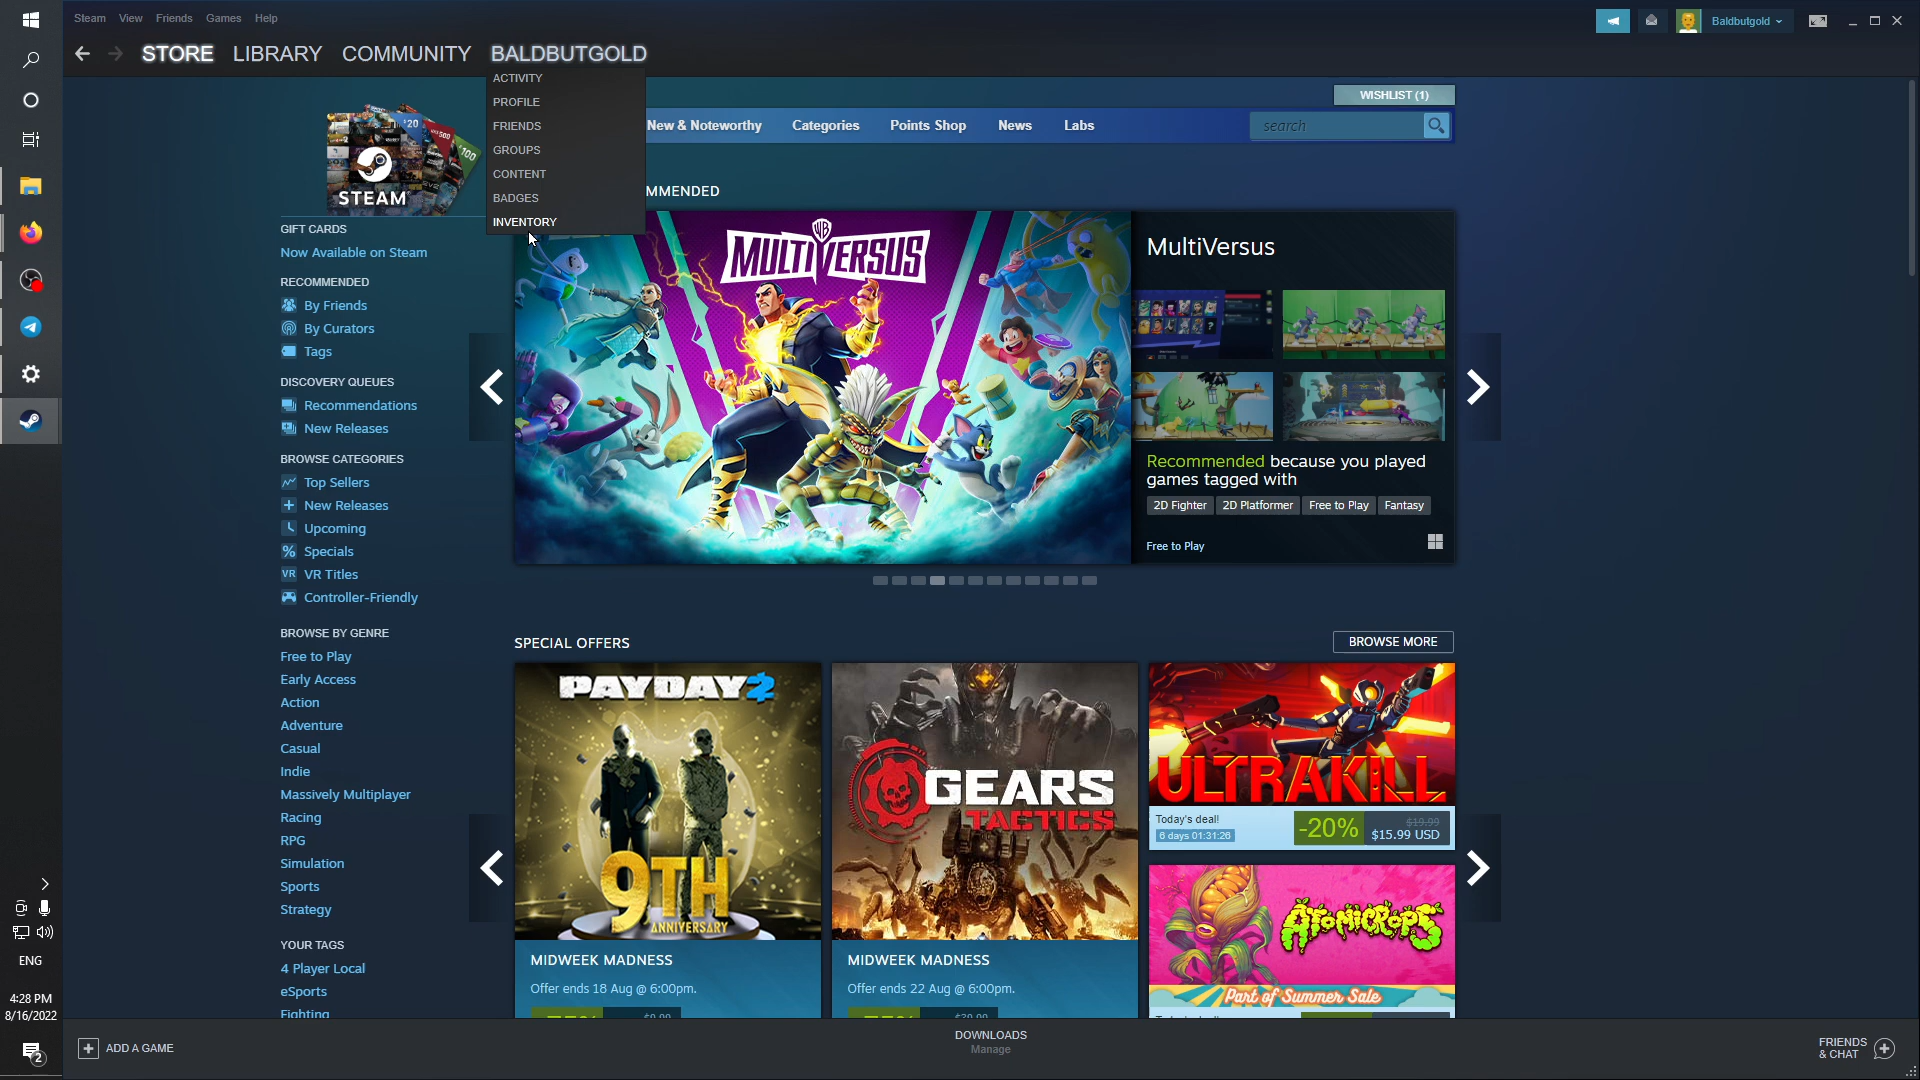 Steam View Friends Games Help
Baldbutgold
STORE LIBRARY COMMUNITY BALDBUTGOLD
ACTIVITY
PROFILE
FRIENDS
GROUPS
CONTENT
BADGES
INVENTORY
WISHLIST (1)
New & Noteworthy Categories Points Shop News Labs
search
$20
500
$100
STEAM
GIFT CARDS
Now Available on Steam
RECOMMENDED
By Friends
By Curators
Tags
DISCOVERY QUEUES
Recommendations
New Releases
BROWSE CATEGORIES
Top Sellers
New Releases
Upcoming
Specials
VR VR Titles
Controller-Friendly
BROWSE BY GENRE
Free to Play
Early Access
Action
Adventure
Casual
Indie
Massively Multiplayer
Racing
RPG
Simulation
Sports
Strategy
YOUR TAGS
4 Player Local
eSports
Fighting
MMENDED
WB
MULTIVERSUS
MultiVersus
Recommended because you played
games tagged with
2D Fighter 2D Platformer Free to Play Fantasy
Free to Play
SPECIAL OFFERS
BROWSE MORE
PAYDAY 2
9TH
ANNIVERSARY
MIDWEEK MADNESS
Offer ends 18 Aug @ 6:00pm.
GEARS
TACTICS
MIDWEEK MADNESS
Offer ends 22 Aug @ 6:00pm.
ULTRAKILL
Today's deal!
6 days 01:31:26
-20%
$19.99
$15.99 USD
ATOMICROPS
Part of Summer Sale
ENG
4:28 PM
8/16/2022
2
ADD A GAME
DOWNLOADS
Manage
FRIENDS
& CHAT